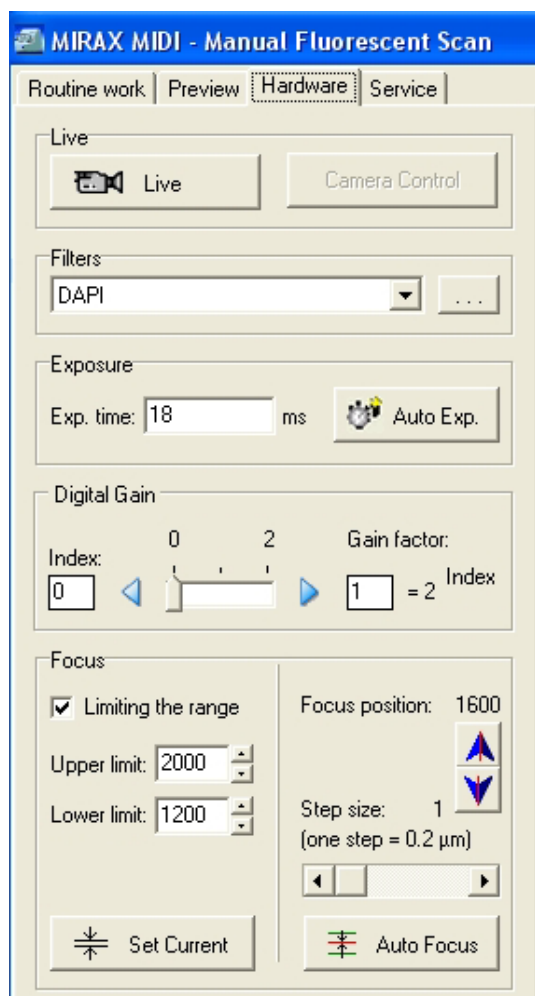 MIRAX MIDI - Manual Fluorescent Scan
Routine work Preview Hardware Service
Live
Live Camera Control
Filters
DAPI ...
Exposure
Exp. time: 18 ms Auto Exp.
Digital Gain
0 2 Gain factor:
Index:
0 1 = 2 Index
Focus
Limiting the range Focus position: 1600
Upper limit: 2000
Lower limit: 1200 Step size: 1
(one step = 0.2 µm)
Set Current Auto Focus